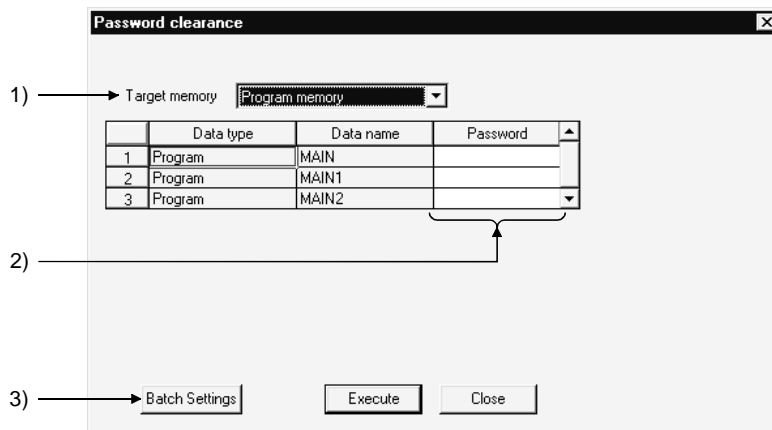 Password clearance
1) Target memory Program memory
Data type Data name Password
1 Program MAIN
2 Program MAIN1
3 Program MAIN2
2)
3) Batch Settings Execute Close